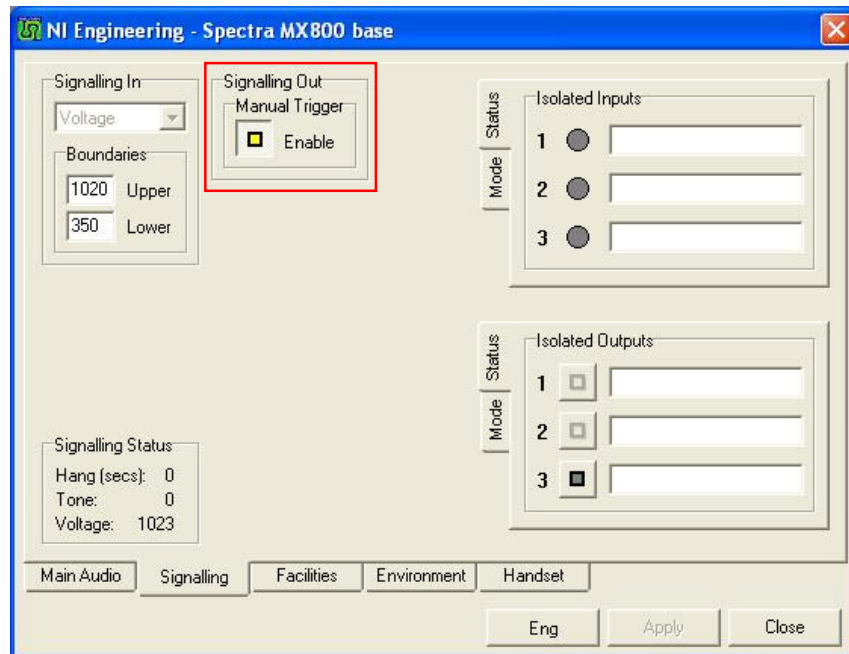 NI Engineering - Spectra MX800 base
Signalling In
Voltage
Boundaries
1020 Upper
350 Lower
Signalling Out
Manual Trigger
Enable
Status
Mode
Isolated Inputs
1
2
3
Status
Mode
Isolated Outputs
1
2
3
Signalling Status
Hang (secs): 0
Tone: 0
Voltage: 1023
Main Audio Signalling Facilities Environment Handset
Eng Apply Close